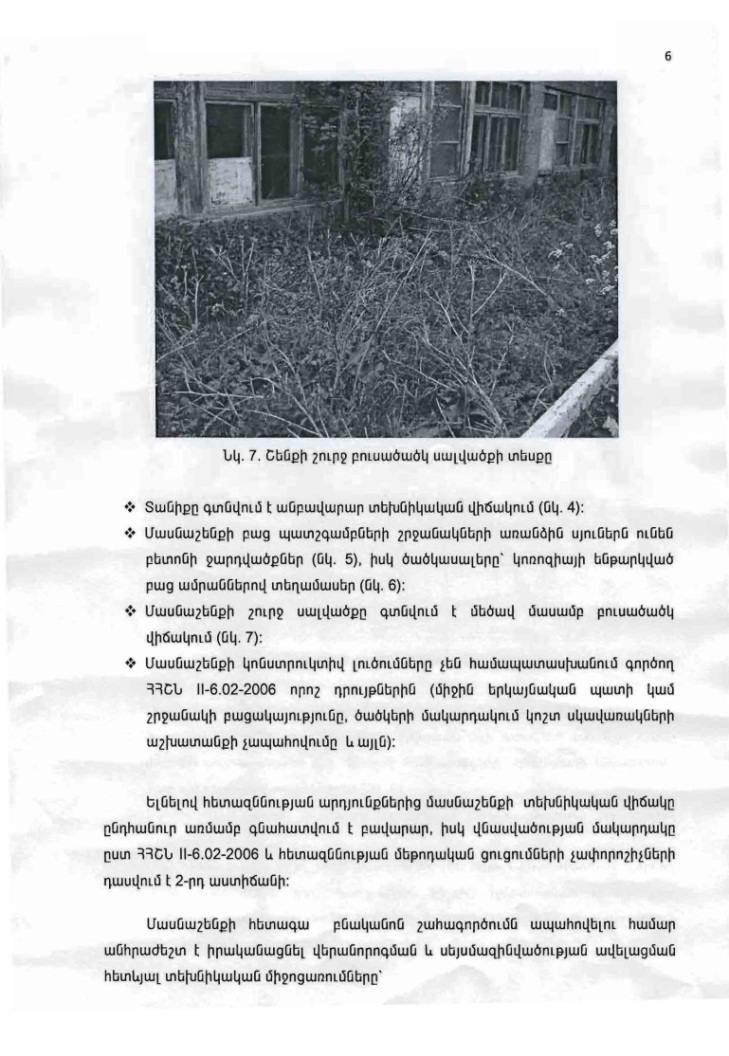 6
Նկ. 7. Շենքի շուրջ բուսածածկ սալվածքի տեսքը
❖ Տանիքը գտնվում է անբավարար տեխնիկական վիճակում (նկ. 4):
❖ Մասնաշենքի բաց պատշգամբների շրջանակների առանձին սյուներն ունեն
բետոնի ջարդվածքներ (նկ. 5), իսկ ծածկասալերը՝ կոռոզիայի ենթարկված
բաց ամրաններով տեղամասեր (նկ. 6):
❖ Մասնաշենքի շուրջ սալվածքը գտնվում է մեծավ մասամբ բուսածածկ
վիճակում (նկ. 7):
❖ Մասնաշենքի կոնստրուկտիվ լուծումները չեն համապատասխանում գործող
ՀՀՇՆ II-6.02-2006 որոշ դրույթներին (միջին երկայնական պատի կամ
շրջանակի բացակայությունը, ծածկերի մակարդակում կոշտ սկավառակների
աշխատանքի չապահովումը և այլն):
Ելնելով հետազննության արդյունքներից մասնաշենքի տեխնիկական վիճակը
ընդհանուր առմամբ գնահատվում է բավարար, իսկ վնասվածության մակարդակը
ըստ ՀՀՇՆ II-6.02-2006 և հետազննության մեթոդական ցուցումների չափորոշիչների
դասվում է 2-րդ աստիճանի:
Մասնաշենքի հետագա բնականոն շահագործումն ապահովելու համար
անհրաժեշտ է իրականացնել վերանորոգման և սեյսմազինվածության ավելացման
հետևյալ տեխնիկական միջոցառումները՝